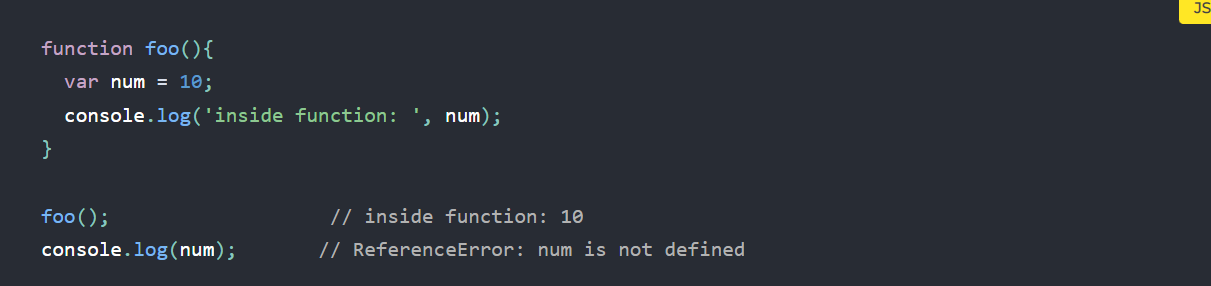 JS
function foo(){
  var num = 10;
  console.log('inside function: ', num);
}
foo();                   // inside function: 10
console.log(num);       // ReferenceError: num is not defined